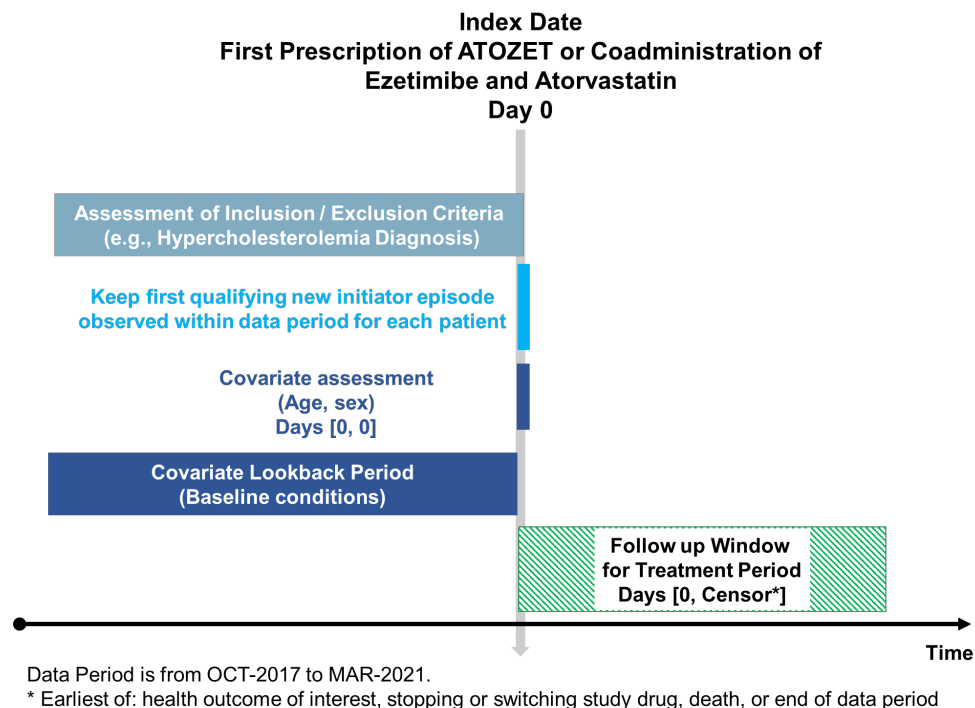 Index Date
First Prescription of ATOZET or Coadministration of
Ezetimibe and Atorvastatin
Day 0
Assessment of Inclusion / Exclusion Criteria
(e.g., Hypercholesterolemia Diagnosis)
Keep first qualifying new initiator episode
observed within data period for each patient
Covariate assessment
(Age, sex)
Days [0, 0]
Covariate Lookback Period
(Baseline conditions)
Follow up Window
for Treatment Period
Days [0, Censor*]
Time
Data Period is from OCT-2017 to MAR-2021.
* Earliest of: health outcome of interest, stopping or switching study drug, death, or end of data period